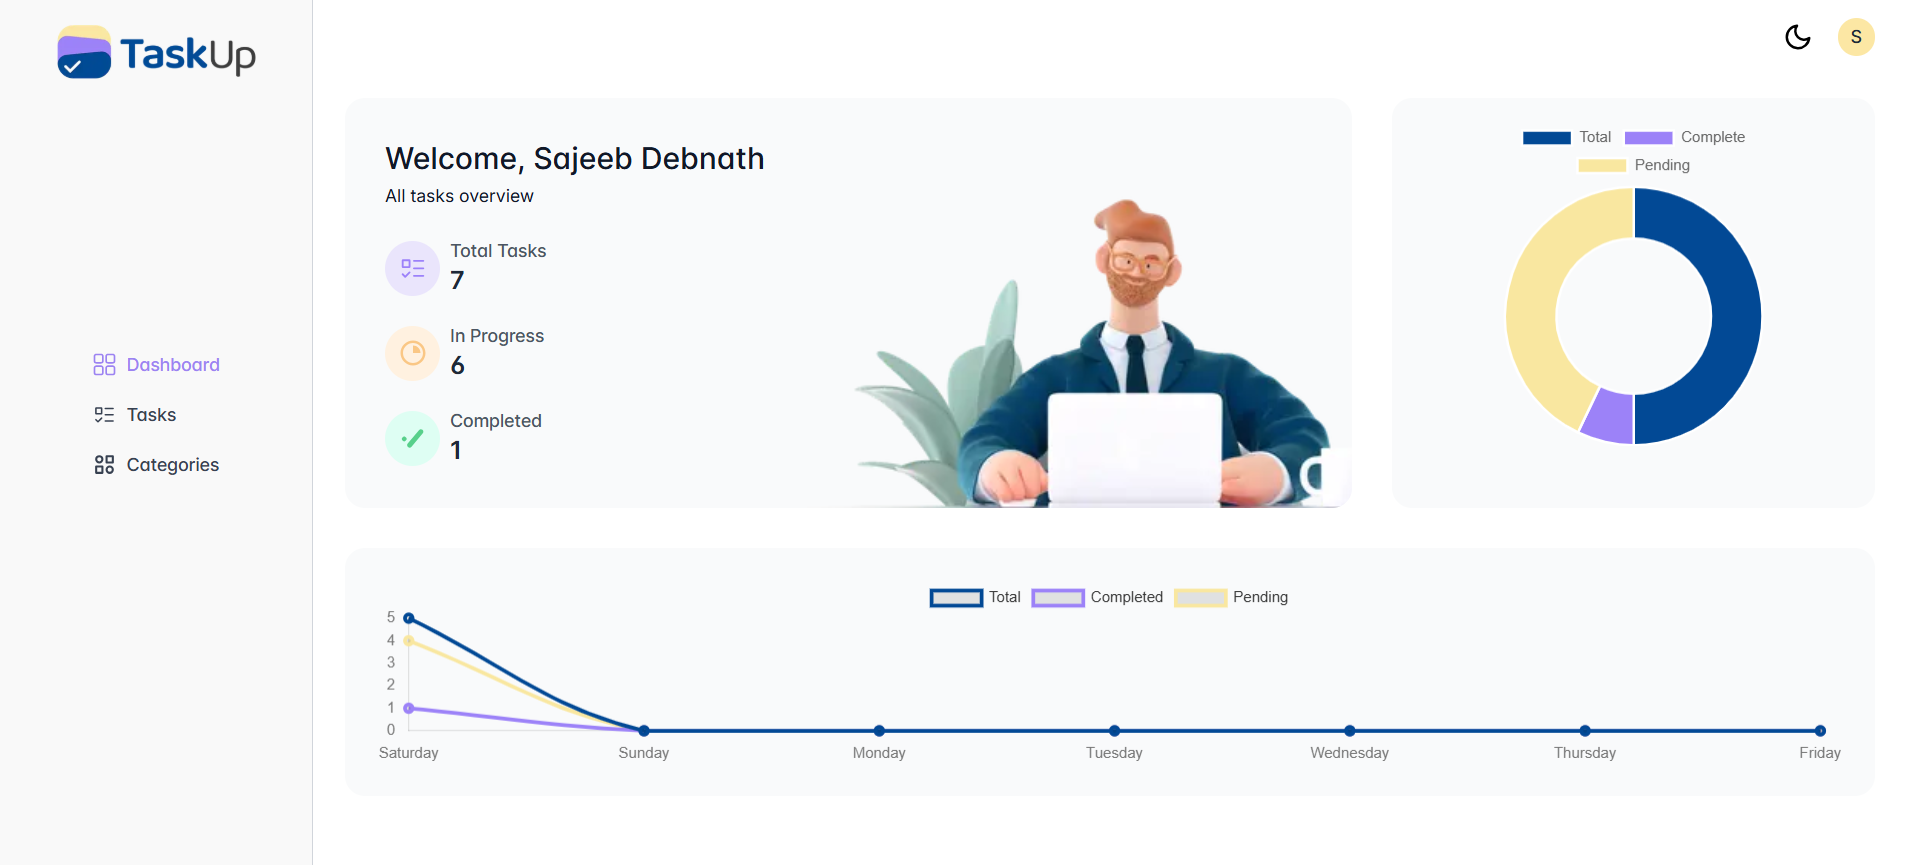 TaskUp
S
Dashboard
Tasks
Categories
Welcome, Sajeeb Debnath
All tasks overview
Total Tasks
7
In Progress
6
Completed
1
Total Complete
Pending
Total Completed Pending
5
4
3
2
1
0
Saturday Sunday Monday Tuesday Wednesday Thursday Friday